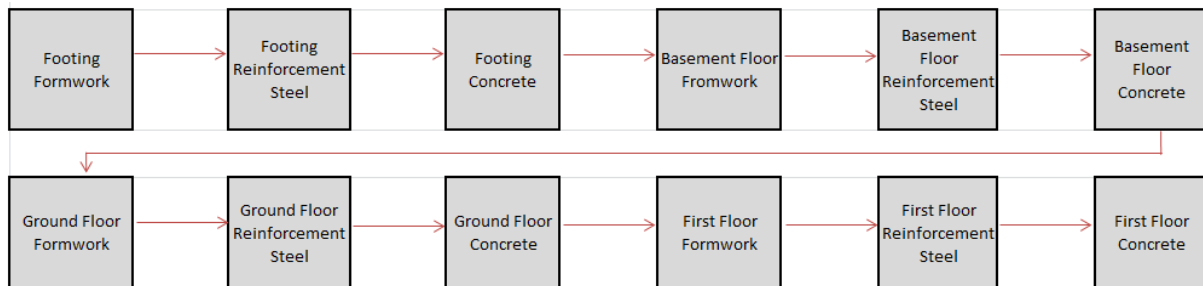 Footing
Formwork
Footing
Reinforcement
Steel
Footing
Concrete
Basement Floor
Fromwork
Basement
Floor
Reinforcement
Steel
Basement
Floor
Concrete
Ground Floor
Formwork
Ground Floor
Reinforcement
Steel
Ground Floor
Concrete
First Floor
Formwork
First Floor
Reinforcement
Steel
First Floor
Concrete